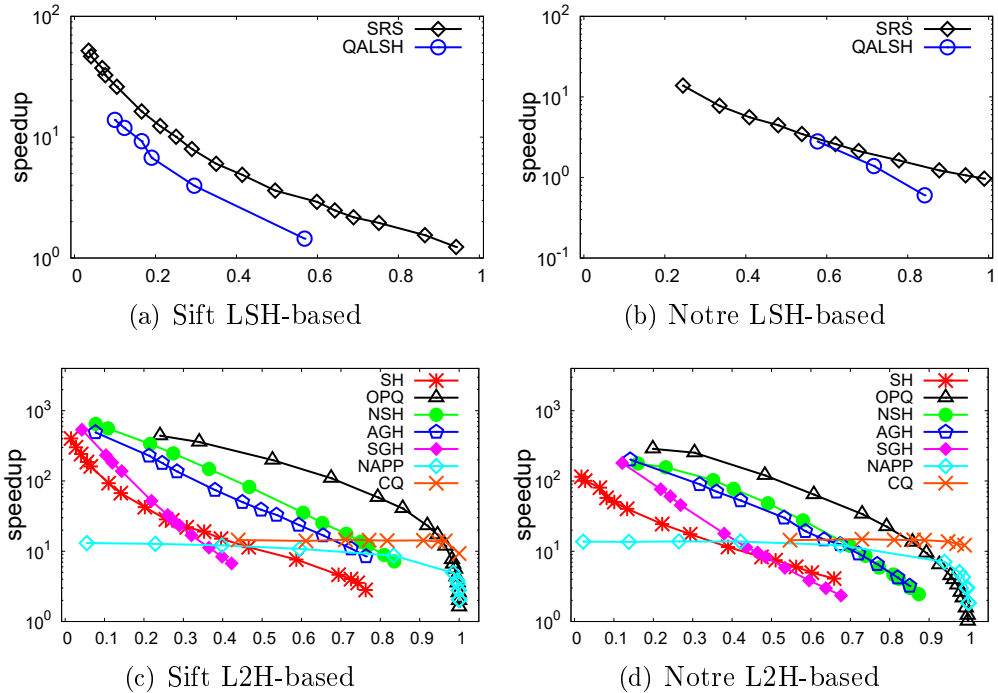 speedup
10^2
10^1
10^0
0 0.2 0.4 0.6 0.8 1
SRS
QALSH
(a) Sift LSH-based
speedup
10^2
10^1
10^0
10^-1
0 0.2 0.4 0.6 0.8 1
SRS
QALSH
(b) Notre LSH-based
speedup
10^3
10^2
10^1
10^0
0 0.1 0.2 0.3 0.4 0.5 0.6 0.7 0.8 0.9 1
SH
OPQ
NSH
AGH
SGH
NAPP
CQ
(c) Sift L2H-based
speedup
10^3
10^2
10^1
10^0
0 0.1 0.2 0.3 0.4 0.5 0.6 0.7 0.8 0.9 1
SH
OPQ
NSH
AGH
SGH
NAPP
CQ
(d) Notre L2H-based